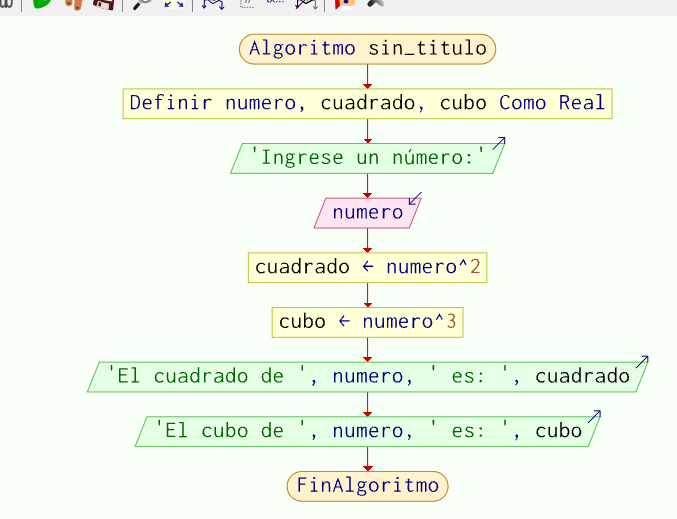 Algoritmo sin_titulo
Definir numero, cuadrado, cubo Como Real
'Ingrese un número:'
numero
cuadrado ← numero^2
cubo ← numero^3
'El cuadrado de ', numero, ' es: ', cuadrado
'El cubo de ', numero, ' es: ', cubo
FinAlgoritmo